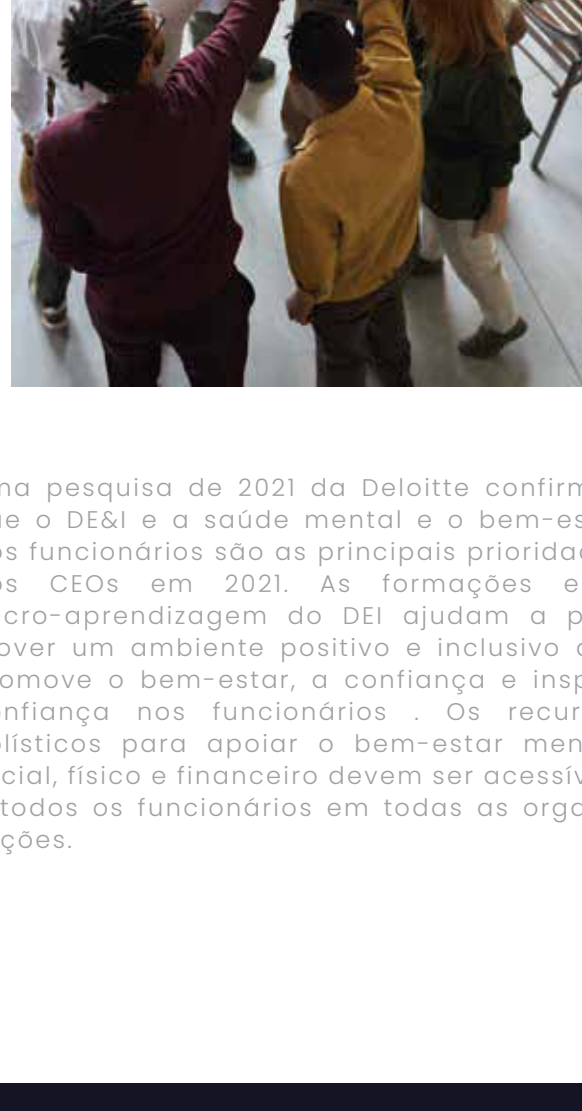 na pesquisa de 2021 da Deloitte confirm
ue o DE&I e a saúde mental e o bem-es
os funcionários são as principais priorida
os CEOs em 2021. As formações e
cro-aprendizagem do DEI ajudam a p
over um ambiente positivo e inclusivo
omove o bem-estar, a confiança e insp
onfiança nos funcionários . Os recur
olísticos para apoiar o bem-estar men
cial, físico e financeiro devem ser acessív
todos os funcionários em todas as orga
ções.